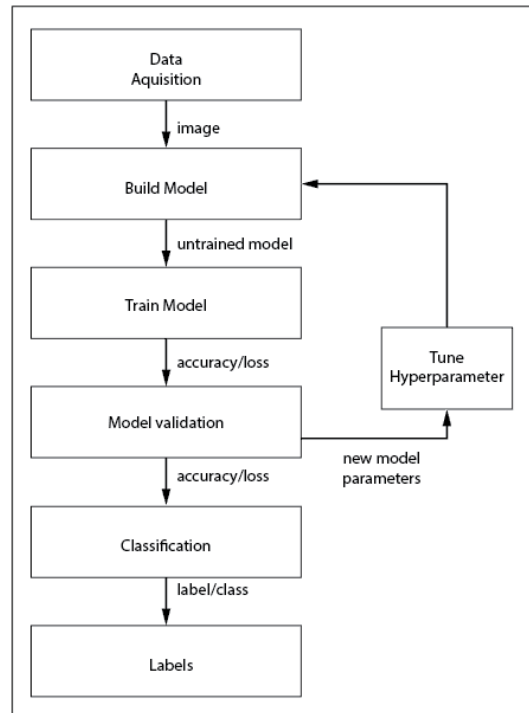 Data
Aquisition
image
Build Model
untrained model
Train Model
accuracy/loss
Tune
Hyperparameter
Model validation
new model
parameters
accuracy/loss
Classification
label/class
Labels